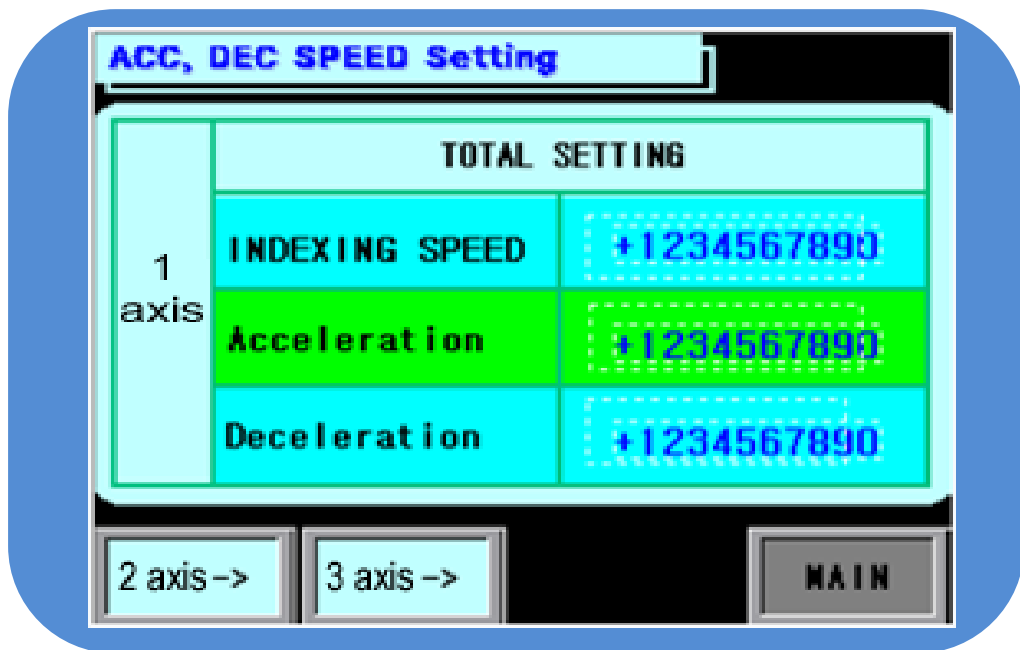 ACC, DEC SPEED Setting
TOTAL SETTING
1
axis
INDEXING SPEED +1234567890
Acceleration +1234567890
Deceleration +1234567890
2 axis -> 3 axis -> MAIN